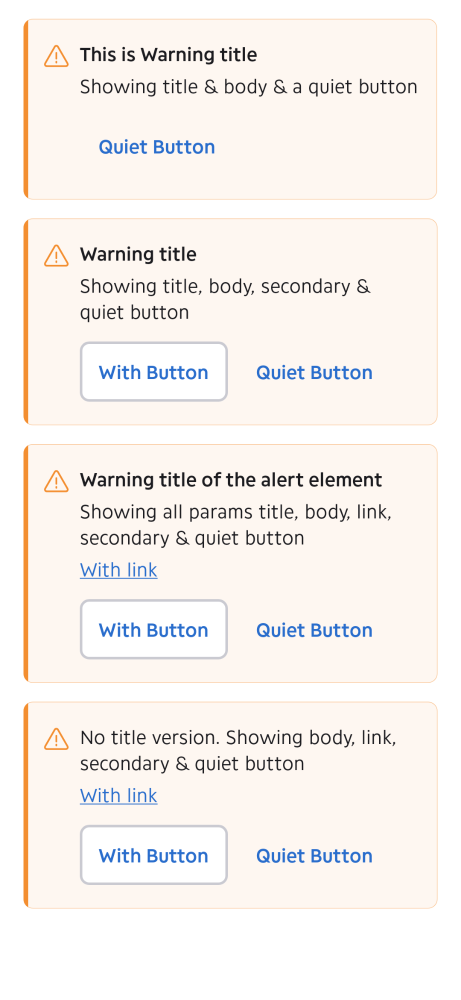 This is Warning title
Showing title & body & a quiet button
Quiet Button
Warning title
Showing title, body, secondary &
quiet button
With Button Quiet Button
Warning title of the alert element
Showing all params title, body, link,
secondary & quiet button
With link
With Button Quiet Button
No title version. Showing body, link,
secondary & quiet button
With link
With Button Quiet Button